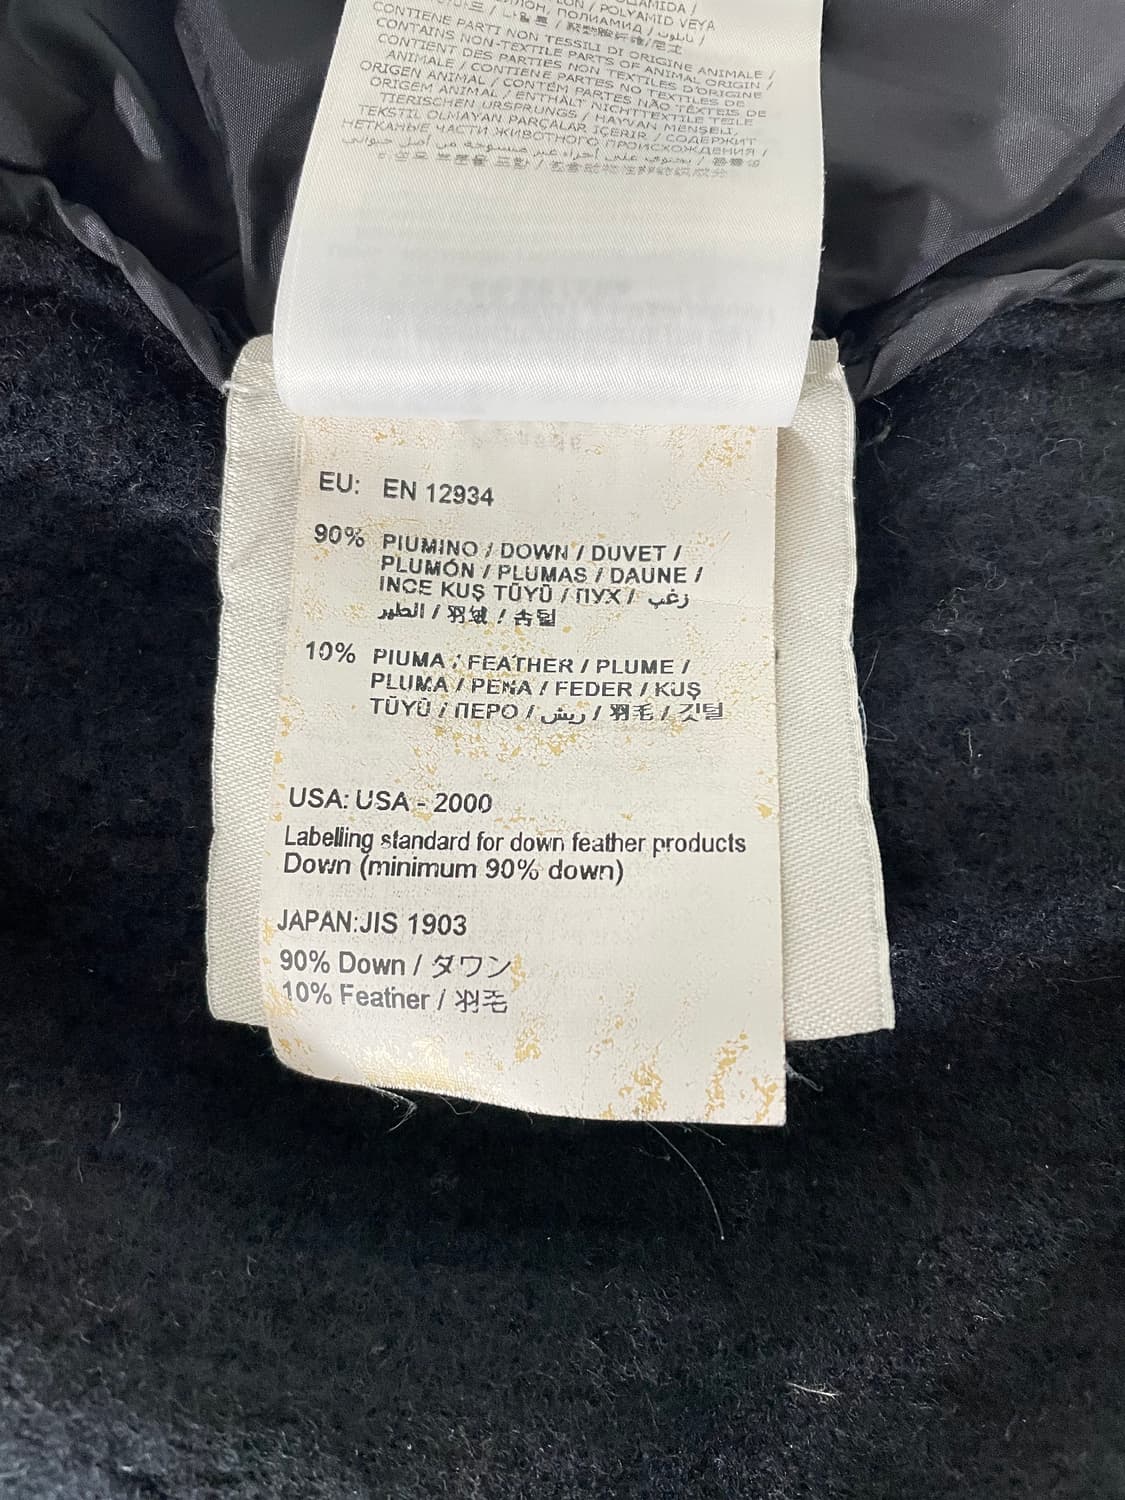 POLYAMID VEYA
CONTIENE PARTI NON TESSILI DI ORIGINE ANIMALE /
CONTAINS NON-TEXTILE PARTS OF ANIMAL ORIGIN /
CONTIENT DES PARTIES NON TEXTILES D'ORIGINE
ANIMALE / CONTIENE PARTES NO TEXTILES DE
ORIGEN ANIMAL / CONTÉM PARTES NÃO TÊXTEIS DE
ORIGEM ANIMAL / ENTHÄLT NICHTTEXTILE TEILE
TIERISCHEN URSPRUNGS / HAYVAN MENŞELİ,
TEKSTIL OLMAYAN PARÇALAR İÇERIR / СОДЕРЖИТ
НЕТКАНЫЕ ЧАСТИ ЖИВОТНОГО ПРОИСХОЖДЕНИЯ /
EU: EN 12934
90% PIUMINO / DOWN / DUVET /
PLUMÓN / PLUMAS / DAUNE /
INCE KUŞ TÜYÜ / ПУХ / زغب
الطير / 羽绒 / 솜털
10% PIUMA / FEATHER / PLUME /
PLUMA / PENA / FEDER / KUŞ
TÜYÜ / ПЕРО / ريش / 羽毛 / 깃털
USA: USA - 2000
Labelling standard for down feather products
Down (minimum 90% down)
JAPAN:JIS 1903
90% Down / ダウン
10% Feather / 羽毛